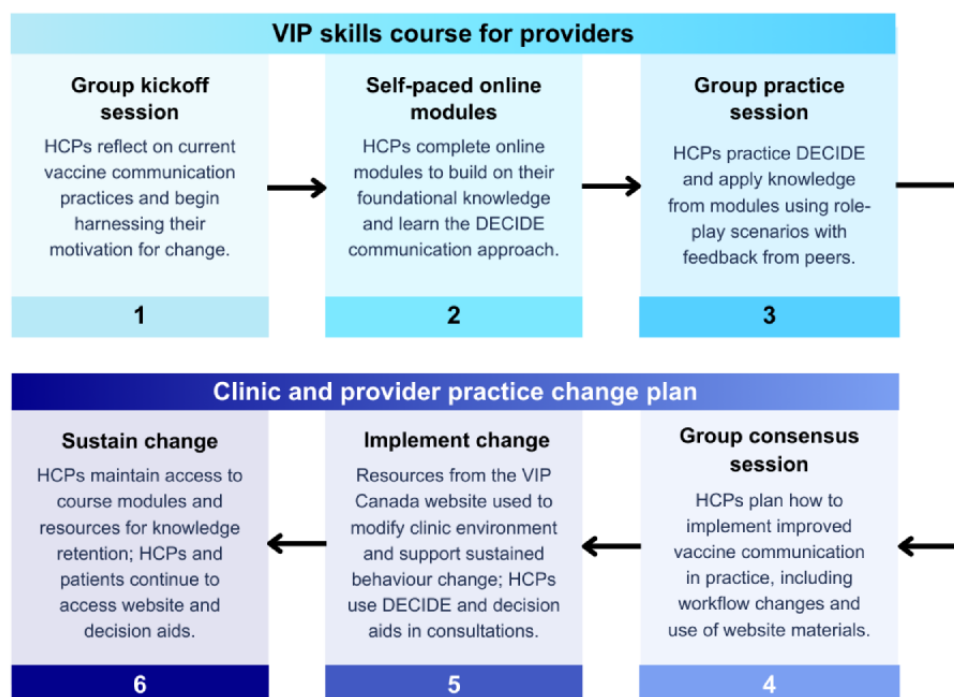 VIP skills course for providers
Group kickoff
session
HCPs reflect on current
vaccine communication
practices and begin
harnessing their
motivation for change.
1
Self-paced online
modules
HCPs complete online
modules to build on their
foundational knowledge
and learn the DECIDE
communication approach.
2
Group practice
session
HCPs practice DECIDE
and apply knowledge
from modules using role-
play scenarios with
feedback from peers.
3
Clinic and provider practice change plan
Sustain change
HCPs maintain access to
course modules and
resources for knowledge
retention; HCPs and
patients continue to
access website and
decision aids.
6
Implement change
Resources from the VIP
Canada website used to
modify clinic environment
and support sustained
behaviour change; HCPs
use DECIDE and decision
aids in consultations.
5
Group consensus
session
HCPs plan how to
implement improved
vaccine communication
in practice, including
workflow changes and
use of website materials.
4